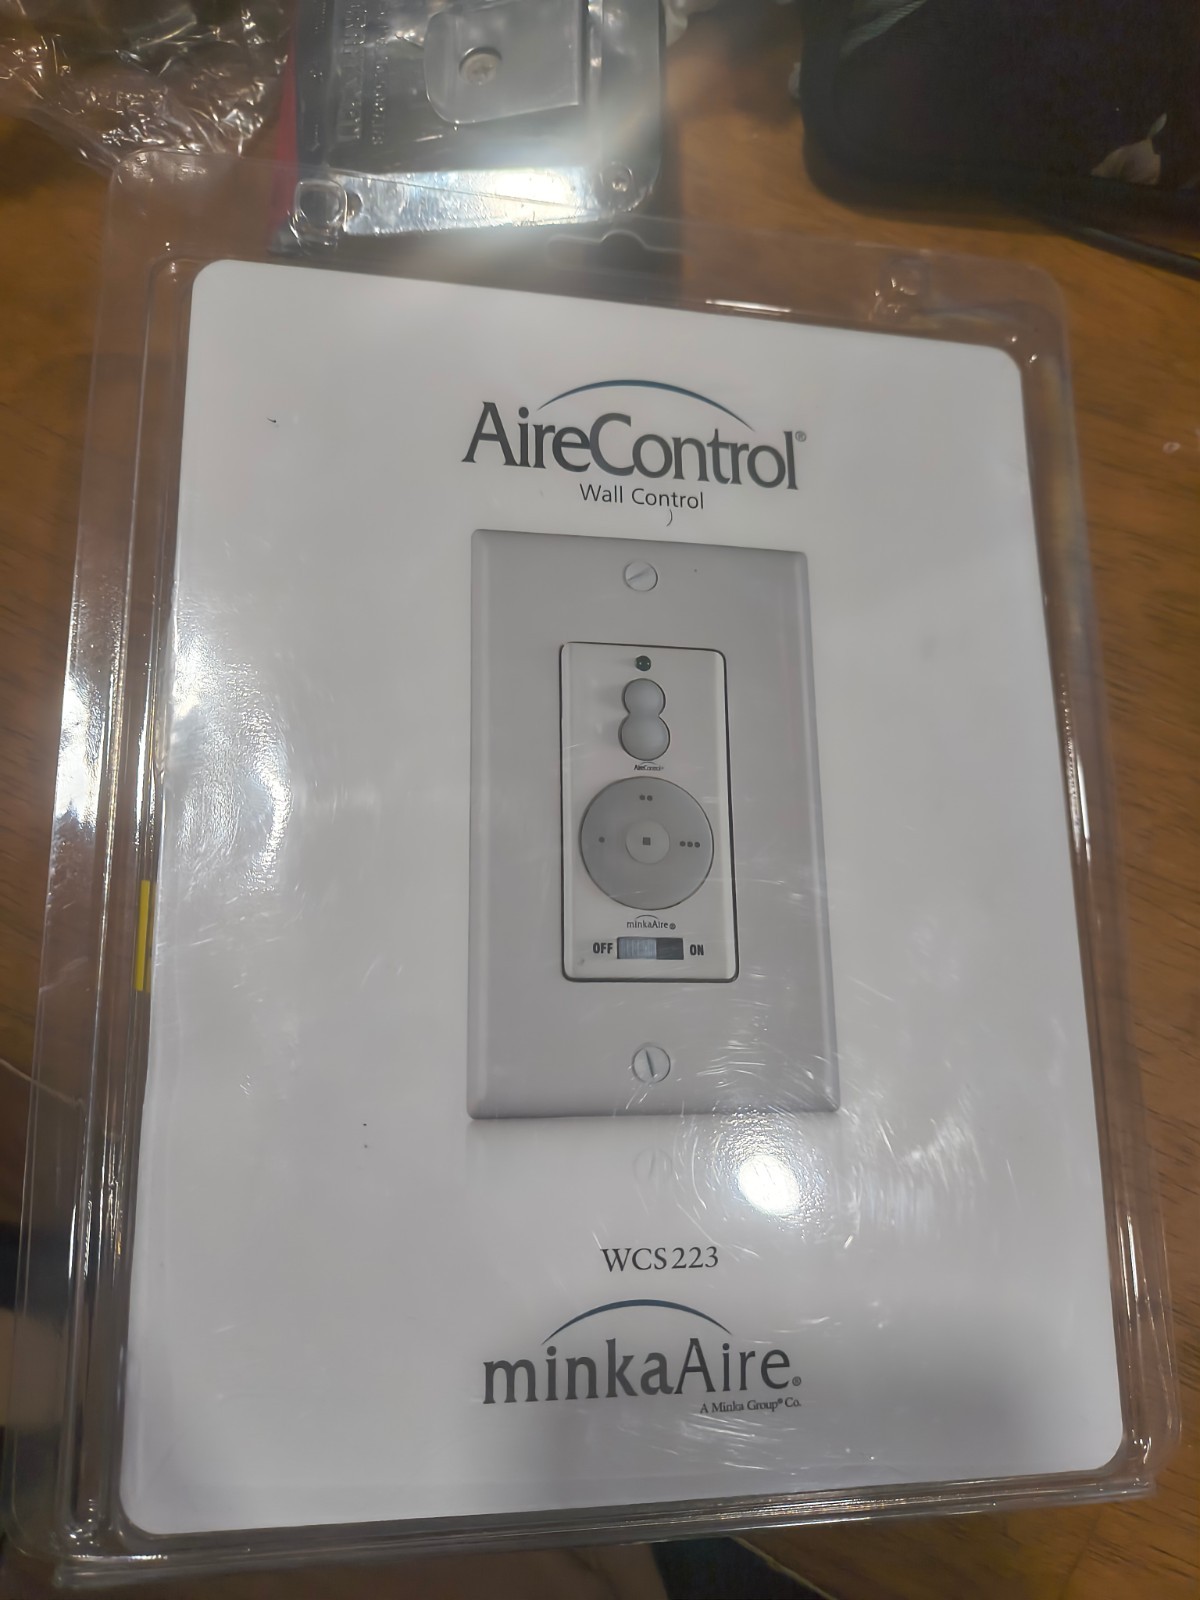 AireControl®
Wall Control
AireControl
minkaAire®
OFF ON
WCS223
minkaAire®
A Minka Group® Co.